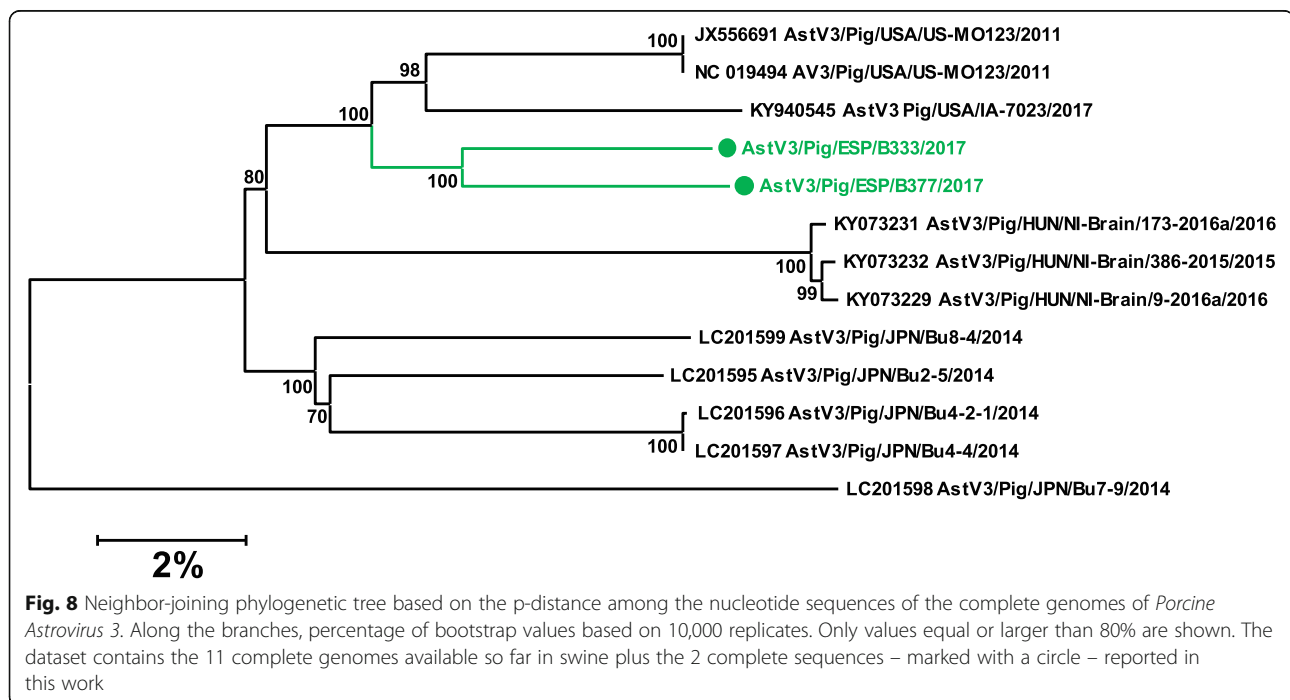 100
JX556691 AstV3/Pig/USA/US-MO123/2011
NC 019494 AV3/Pig/USA/US-MO123/2011
98
KY940545 AstV3 Pig/USA/IA-7023/2017
100
AstV3/Pig/ESP/B333/2017
100
AstV3/Pig/ESP/B377/2017
80
KY073231 AstV3/Pig/HUN/NI-Brain/173-2016a/2016
100
KY073232 AstV3/Pig/HUN/NI-Brain/386-2015/2015
99
KY073229 AstV3/Pig/HUN/NI-Brain/9-2016a/2016
LC201599 AstV3/Pig/JPN/Bu8-4/2014
100
LC201595 AstV3/Pig/JPN/Bu2-5/2014
70
LC201596 AstV3/Pig/JPN/Bu4-2-1/2014
100
LC201597 AstV3/Pig/JPN/Bu4-4/2014
LC201598 AstV3/Pig/JPN/Bu7-9/2014
2%
Fig. 8 Neighbor-joining phylogenetic tree based on the p-distance among the nucleotide sequences of the complete genomes of Porcine
Astrovirus 3. Along the branches, percentage of bootstrap values based on 10,000 replicates. Only values equal or larger than 80% are shown. The
dataset contains the 11 complete genomes available so far in swine plus the 2 complete sequences – marked with a circle – reported in
this work